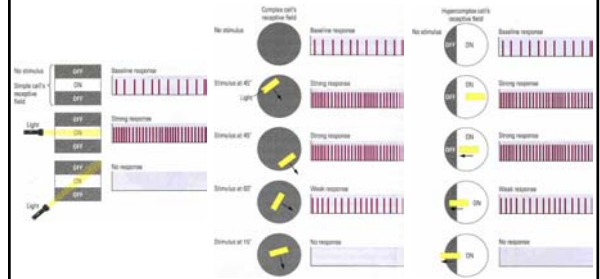 No stimulus
Simple cell's
receptive
field
OFF
ON
OFF
Baseline response
Light
OFF
ON
OFF
Strong response
OFF
ON
OFF
Light
No response
Complex cell's
receptive field
No stimulus
Baseline response
Stimulus at 45°
Light
Strong response
Stimulus at 45°
Strong response
Stimulus at 60°
Weak response
Stimulus at 15°
No response
Hypercomplex cell's
receptive field
No stimulus
OFF
ON
Baseline response
OFF
ON
Strong response
OFF
ON
Strong response
ON
Weak response
ON
No response